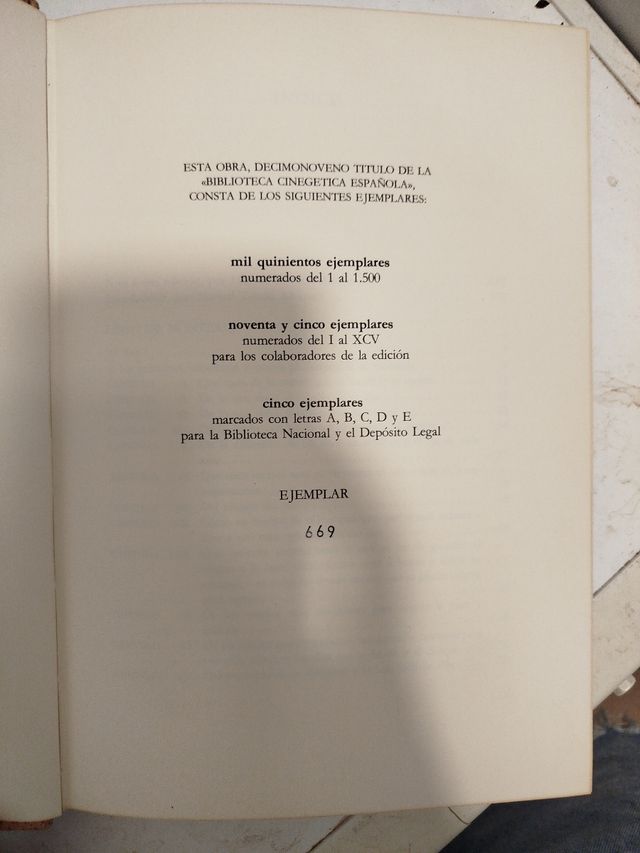 ESTA OBRA, DECIMONOVENO TITULO DE LA
«BIBLIOTECA CINEGETICA ESPAÑOLA»,
CONSTA DE LOS SIGUIENTES EJEMPLARES:
mil quinientos ejemplares
numerados del 1 al 1.500
noventa y cinco ejemplares
numerados del I al XCV
para los colaboradores de la edición
cinco ejemplares
marcados con letras A, B, C, D y E
para la Biblioteca Nacional y el Depósito Legal
EJEMPLAR
669